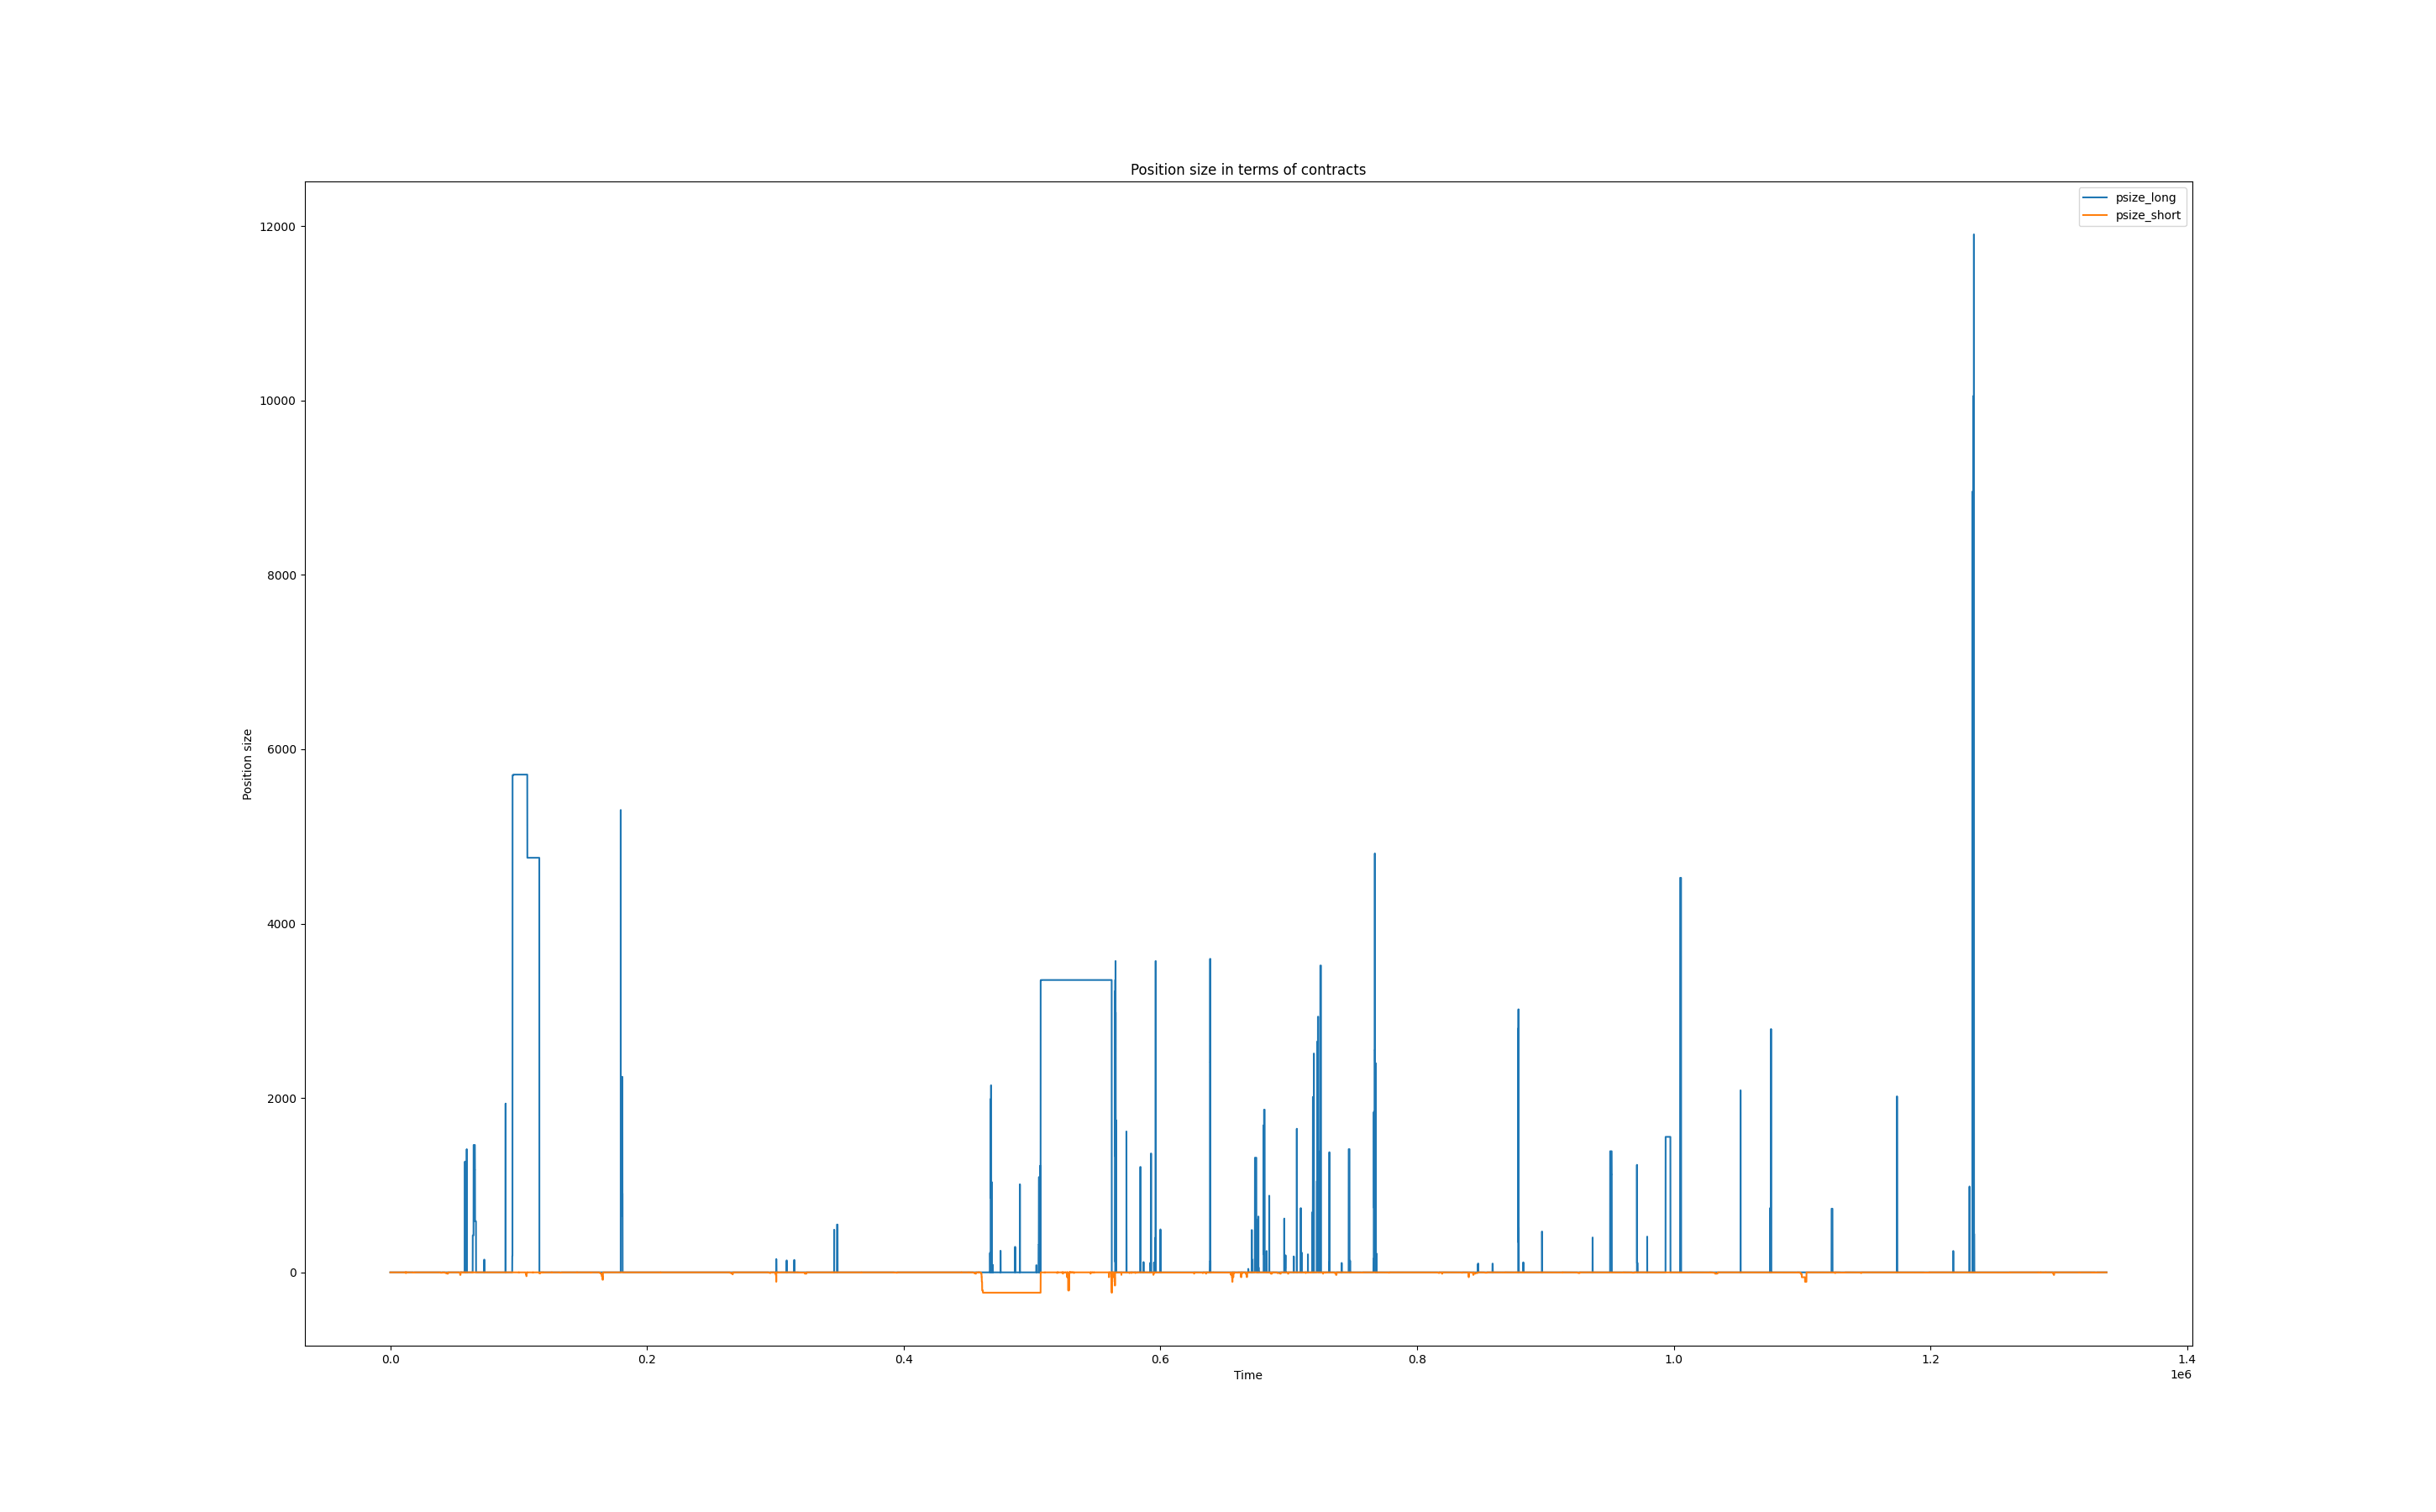 Position size in terms of contracts
psize_long
psize_short
12000
10000
8000
6000
4000
2000
0
Position size
0.0 0.2 0.4 0.6 0.8 1.0 1.2 1.4
1e6
Time